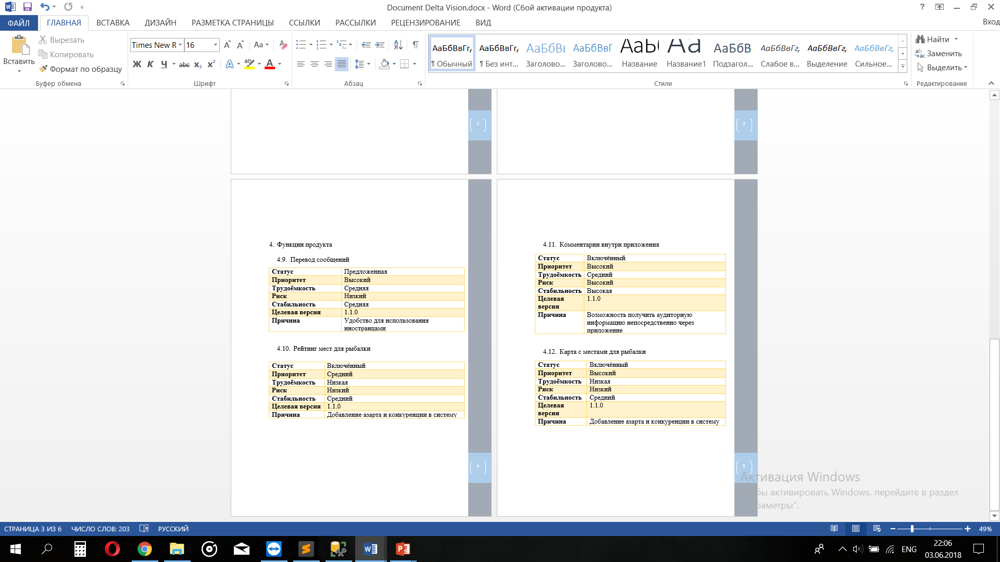 Document Delta Vision.docx - Word (Сбой активации продукта)
ФАЙЛ ГЛАВНАЯ ВСТАВКА ДИЗАЙН РАЗМЕТКА СТРАНИЦЫ ССЫЛКИ РАССЫЛКИ РЕЦЕНЗИРОВАНИЕ ВИД Вход
Вставить
Вырезать
Копировать
Формат по образцу
Буфер обмена
Times New R 16
Ж К Ч abc x₂ x²
Шрифт
Абзац
АаБбВвГг, АаБбВвГг, АаБбВв АаБбВвГ АаЬ Аа АаБбВ АаБбВвГг, АаБбВвГг, АаБбВвГг,
¶ Обычный ¶ Без инт... Заголово... Заголово... Название Название1 Подзагол... Слабое в... Выделение Сильное...
Стили
Найти
Заменить
Выделить
Редактирование
2
3
4. Функции продукта
4.9. Перевод сообщений
Статус Предложенная
Приоритет Высокий
Трудоёмкость Средняя
Риск Низкий
Стабильность Средняя
Целевая версия 1.1.0
Причина Удобство для использования
иностранцами
4.10. Рейтинг мест для рыбалки
Статус Включённый
Приоритет Средний
Трудоёмкость Низкая
Риск Низкий
Стабильность Средний
Целевая версия 1.1.0
Причина Добавление азарта и конкуренции в систему
4
4.11. Комментарии внутри приложения
Статус Включённый
Приоритет Высокий
Трудоёмкость Средний
Риск Высокий
Стабильность Высокая
Целевая 1.1.0
версия
Причина Возможность получить аудиторную
информацию непосредственно через
приложение
4.12. Карта с местами для рыбалки
Статус Включённый
Приоритет Высокий
Трудоёмкость Низкая
Риск Низкий
Стабильность Средний
Целевая 1.1.0
версия
Причина Добавление азарта и конкуренции в систему
5
Активация Windows
активировать Windows, перейдите в раздел
СТРАНИЦА 3 ИЗ 6 ЧИСЛО СЛОВ: 203 РУССКИЙ 49%
ENG
22:06
03.06.2018